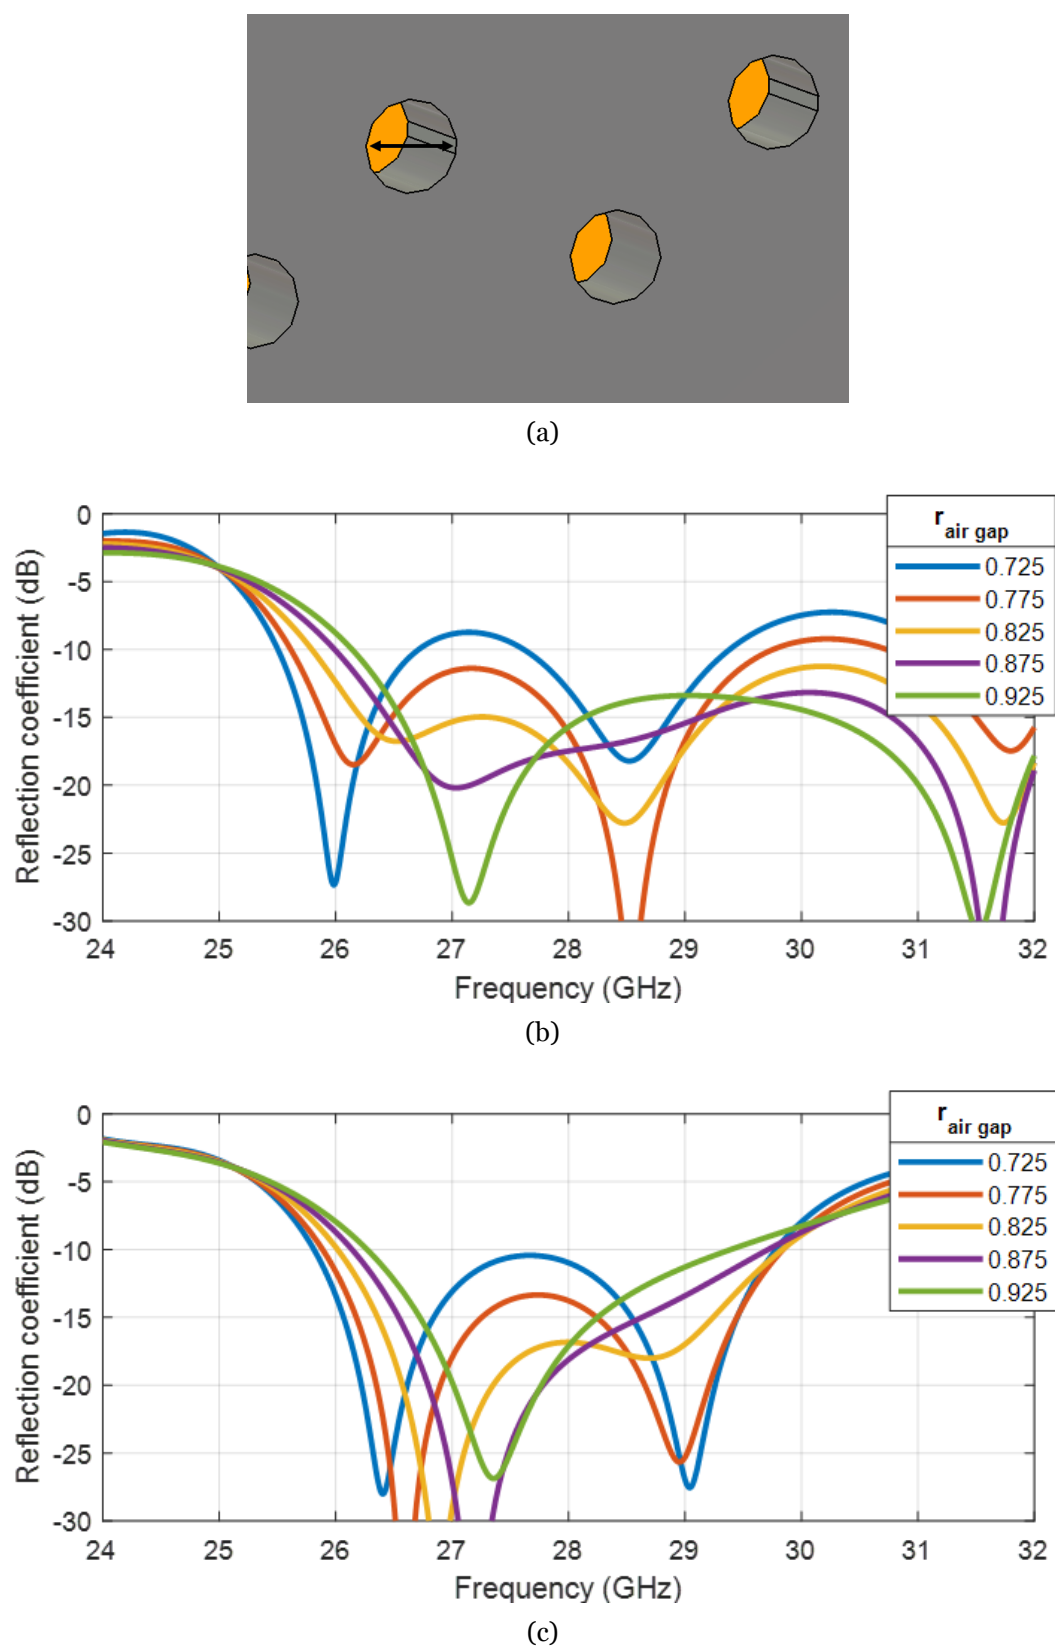 (a)
r air gap
0.725
0.775
0.825
0.875
0.925
Reflection coefficient (dB)
0
-5
-10
-15
-20
-25
-30
24 25 26 27 28 29 30 31 32
Frequency (GHz)
(b)
r air gap
0.725
0.775
0.825
0.875
0.925
Reflection coefficient (dB)
0
-5
-10
-15
-20
-25
-30
24 25 26 27 28 29 30 31 32
Frequency (GHz)
(c)